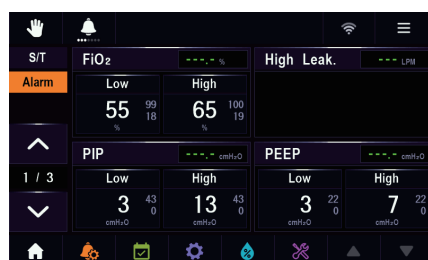 S/T
FiO2 ---.- %
High Leak. --- LPM
Alarm
Low High
55 99 18 65 100 19
%
PIP ---.- cmH2O
PEEP ---.- cmH2O
1 / 3
Low High
Low High
3 43 0 13 43 0
3 22 0 7 22 0
cmH2O cmH2O
cmH2O cmH2O